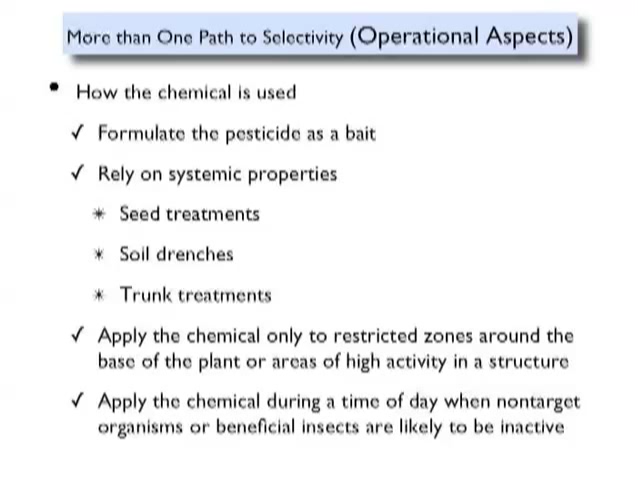 More than One Path to Selectivity (Operational Aspects)
• How the chemical is used
✓ Formulate the pesticide as a bait
✓ Rely on systemic properties
* Seed treatments
* Soil drenches
* Trunk treatments
✓ Apply the chemical only to restricted zones around the
base of the plant or areas of high activity in a structure
✓ Apply the chemical during a time of day when nontarget
organisms or beneficial insects are likely to be inactive